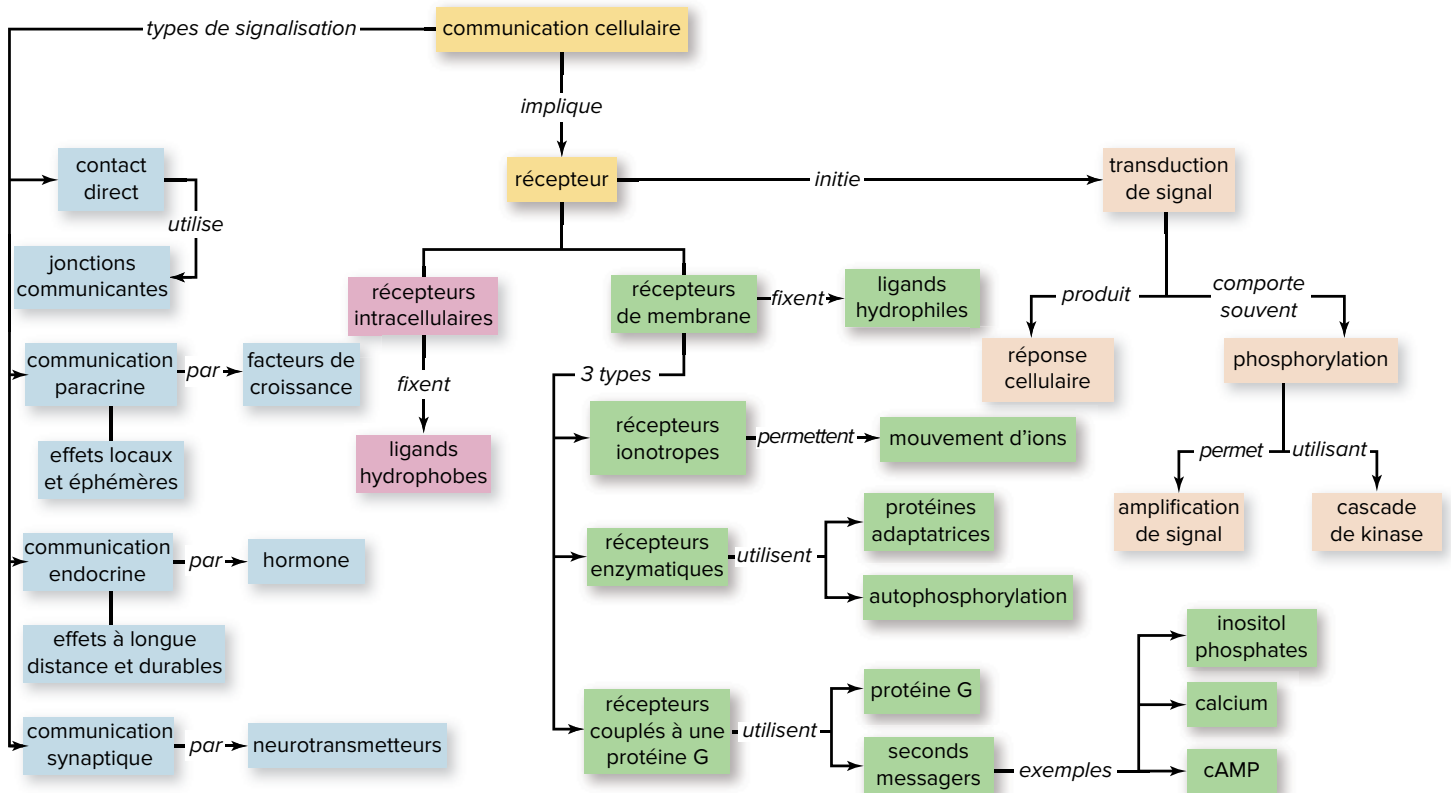 types de signalisation
communication cellulaire
implique
contact
direct
utilise
jonctions
communicantes
communication
paracrine
par
facteurs de
croissance
effets locaux
et éphémères
communication
endocrine
par
hormone
effets à longue
distance et durables
communication
synaptique
par
neurotransmetteurs
récepteur
initie
transduction
de signal
récepteurs
intracellulaires
fixent
ligands
hydrophobes
récepteurs
de membrane
fixent
ligands
hydrophiles
3 types
récepteurs
ionotropes
permettent
mouvement d'ions
récepteurs
enzymatiques
utilisent
protéines
adaptatrices
autophosphorylation
récepteurs
couplés à une
protéine G
utilisent
protéine G
seconds
messagers
exemples
inositol
phosphates
calcium
cAMP
produit
réponse
cellulaire
comporte
souvent
phosphorylation
permet
amplification
de signal
utilisant
cascade
de kinase